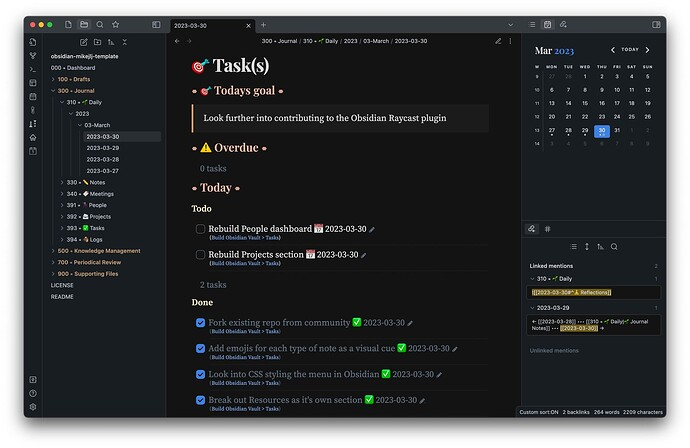 2023-03-30
obsidian-mikejlj-template
000 • Dashboard
100 • Drafts
300 • Journal
310 • 🌱 Daily
2023
03-March
2023-03-30
2023-03-29
2023-03-28
2023-03-27
330 • ✏️ Notes
340 • Meetings
391 • People
392 • Projects
393 • ✅ Tasks
394 • Logs
500 • Knowledge Management
700 • Periodical Review
900 • Supporting Files
LICENSE
README
300 • Journal / 310 • 🌱 Daily / 2023 / 03-March / 2023-03-30
🎯 Task(s)
🎯 Todays goal
Look further into contributing to the Obsidian Raycast plugin
⚠️ Overdue
0 tasks
Today
Todo
Rebuild People dashboard 📅 2023-03-30
(Build Obsidian Vault > Tasks)
Rebuild Projects section 📅 2023-03-30
(Build Obsidian Vault > Tasks)
2 tasks
Done
Fork existing repo from community ✅ 2023-03-30
(Build Obsidian Vault > Tasks)
Add emojis for each type of note as a visual cue ✅ 2023-03-30
(Build Obsidian Vault > Tasks)
Look into CSS styling the menu in Obsidian ✅ 2023-03-30
(Build Obsidian Vault > Tasks)
Break out Resources as it's own section ✅ 2023-03-30
(Build Obsidian Vault > Tasks)
Mar 2023
TODAY
W MON TUE WED THU FRI SAT SUN
9 27 28 1 2 3 4 5
10 6 7 8 9 10 11 12
11 13 14 15 16 17 18 19
12 20 21 22 23 24 25 26
13 27 28 29 30 31 1 2
14 3 4 5 6 7 8 9
Linked mentions 2
310 • 🌱 Daily 1
![[2023-03-30#^🙏 Reflections]]
2023-03-29 1
← [[2023-03-28]] ••• [[310 • 🌱 Daily|🌱 Journal
Notes]] ••• [[2023-03-30]] →
Unlinked mentions
Custom sort:ON 2 backlinks 264 words 2209 characters